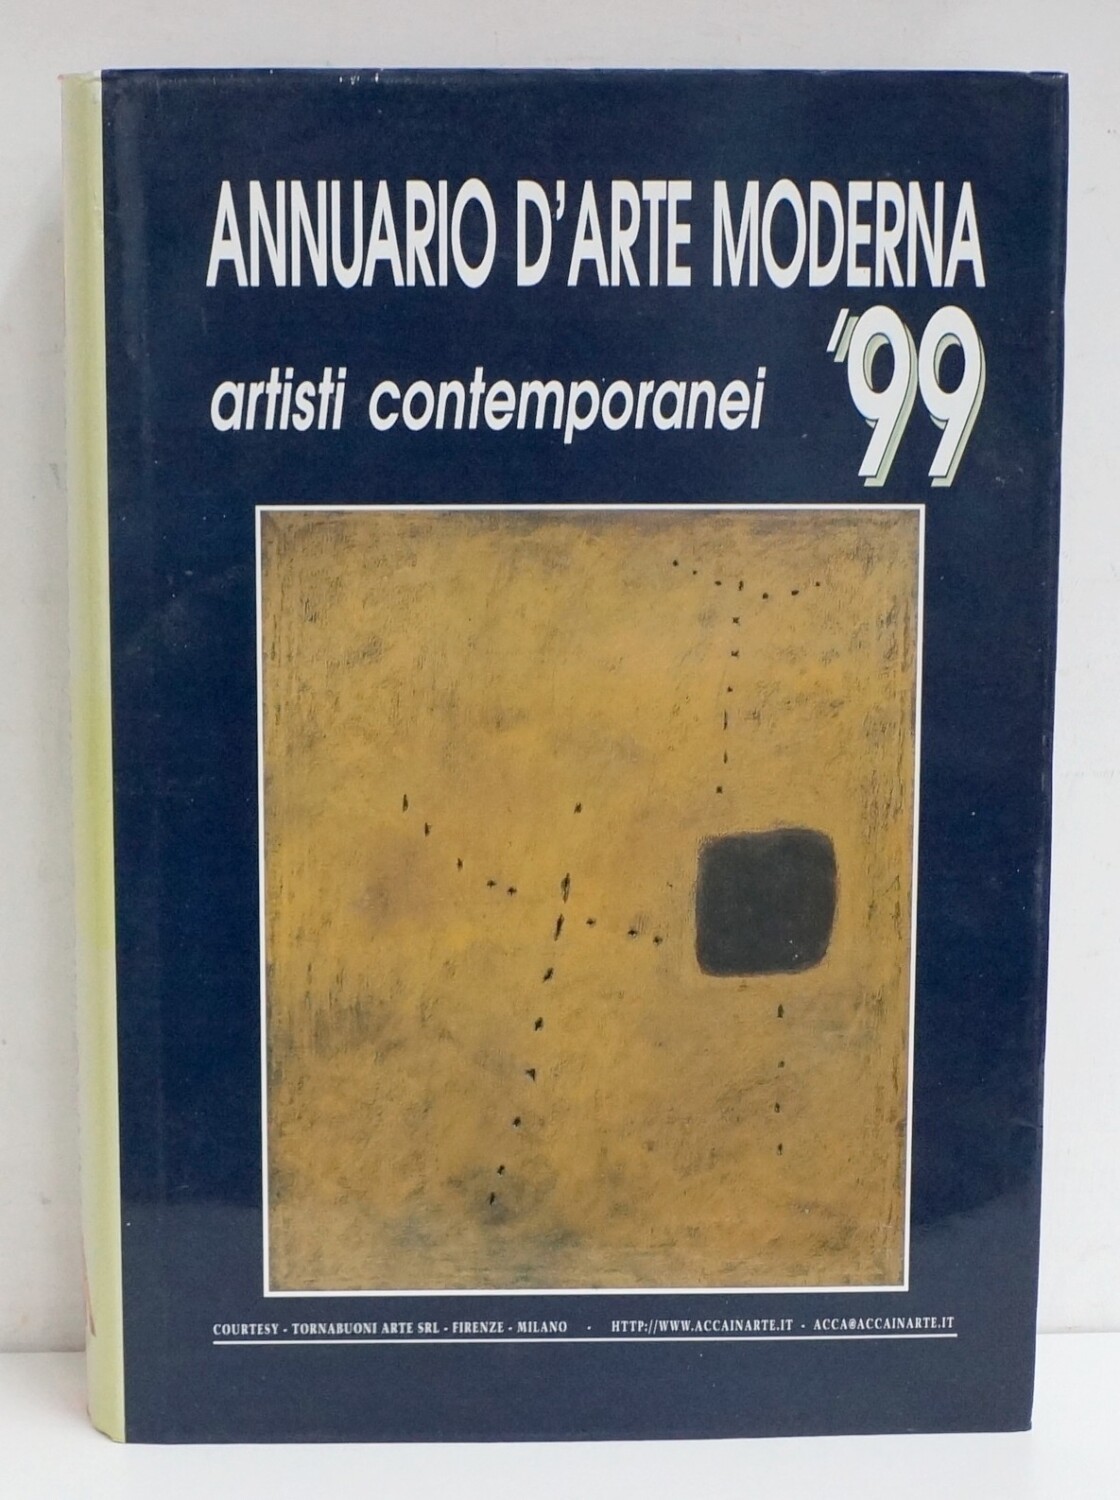 ANNUARIO D'ARTE MODERNA
'99
artisti contemporanei
COURTESY - TORNABUONI ARTE SRL - FIRENZE - MILANO - HTTP://WWW.ACCAINARTE.IT - ACCA@ACCAINARTE.IT